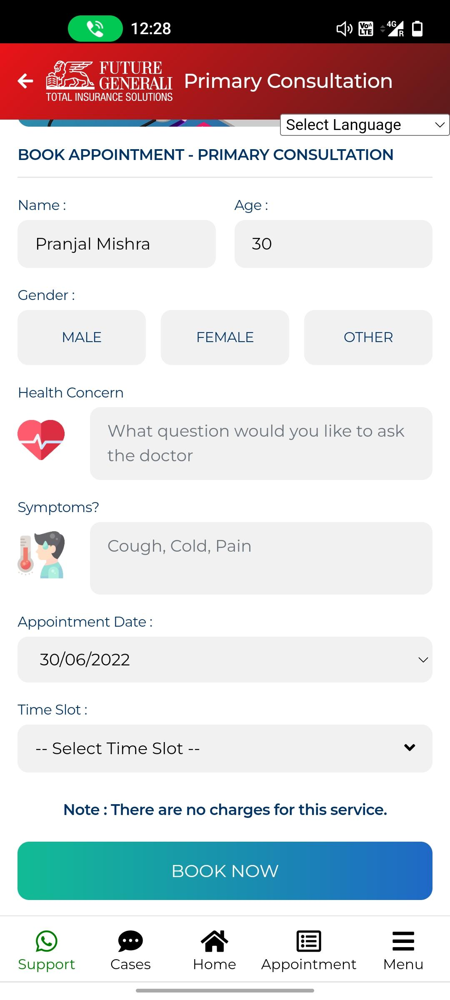 12:28
Vo
LTE
4G
R
FUTURE
GENERALI
TOTAL INSURANCE SOLUTIONS
Primary Consultation
Select Language
BOOK APPOINTMENT - PRIMARY CONSULTATION
Name :
Age :
Pranjal Mishra
30
Gender :
MALE
FEMALE
OTHER
Health Concern
What question would you like to ask
the doctor
Symptoms?
Cough, Cold, Pain
Appointment Date :
30/06/2022
Time Slot :
-- Select Time Slot --
Note : There are no charges for this service.
BOOK NOW
Support
Cases
Home
Appointment
Menu